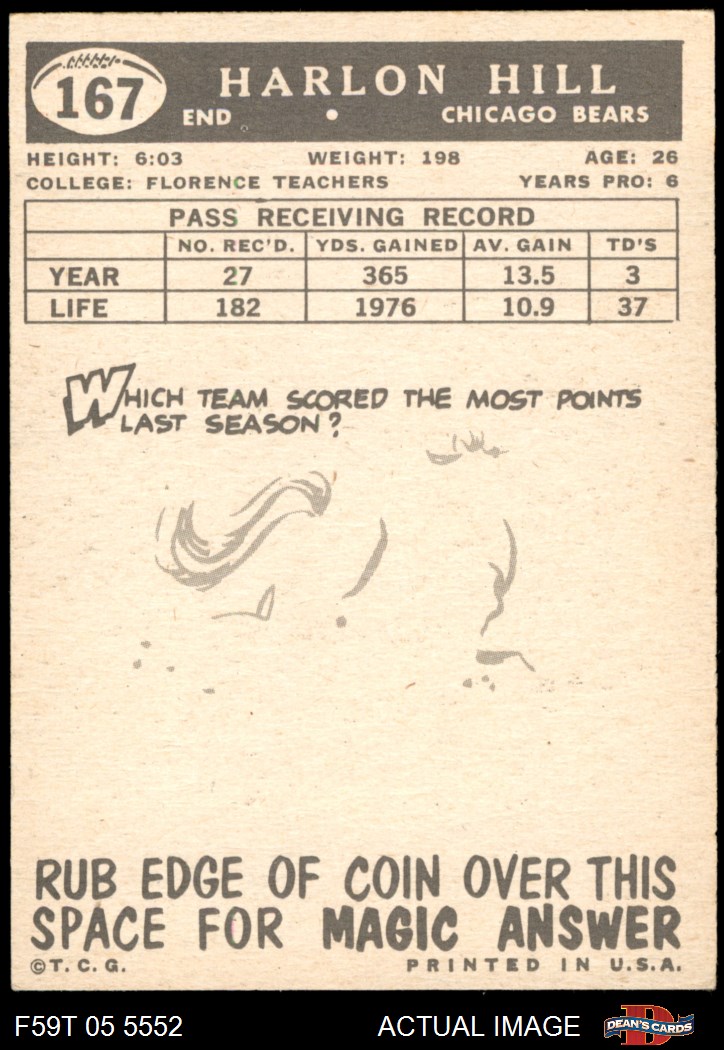 167
HARLON HILL
END • CHICAGO BEARS
HEIGHT: 6:03 WEIGHT: 198 AGE: 26
COLLEGE: FLORENCE TEACHERS YEARS PRO: 6
PASS RECEIVING RECORD
NO. REC'D. YDS. GAINED AV. GAIN TD'S
YEAR 27 365 13.5 3
LIFE 182 1976 10.9 37
WHICH TEAM SCORED THE MOST POINTS
LAST SEASON?
RUB EDGE OF COIN OVER THIS
SPACE FOR MAGIC ANSWER
©T. C. G. PRINTED IN U.S.A.
F59T 05 5552 ACTUAL IMAGE D DEAN'S CARDS